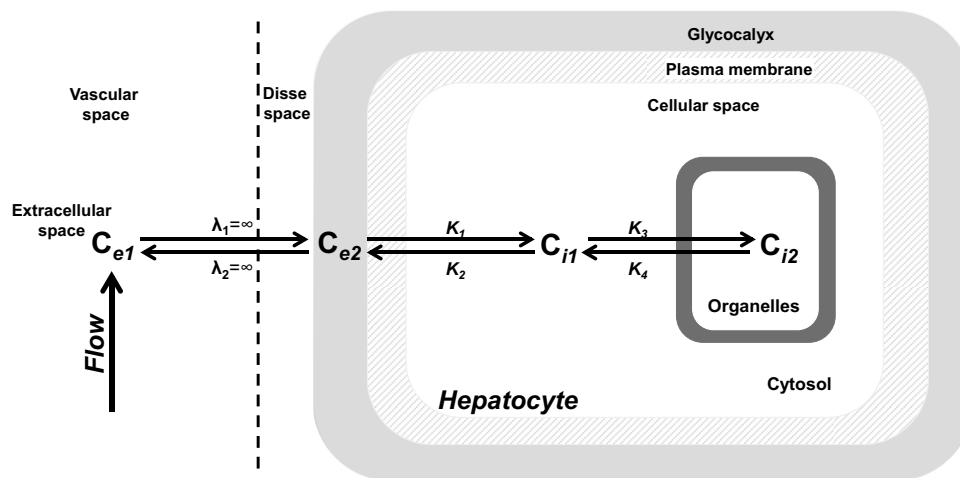 Glycocalyx
Plasma membrane
Vascular
space
Disse
space
Cellular space
Extracellular
space
λ1=∞
λ2=∞
Ce1
Ce2
K1
K2
Ci1
K3
K4
Ci2
Organelles
Flow
Cytosol
Hepatocyte